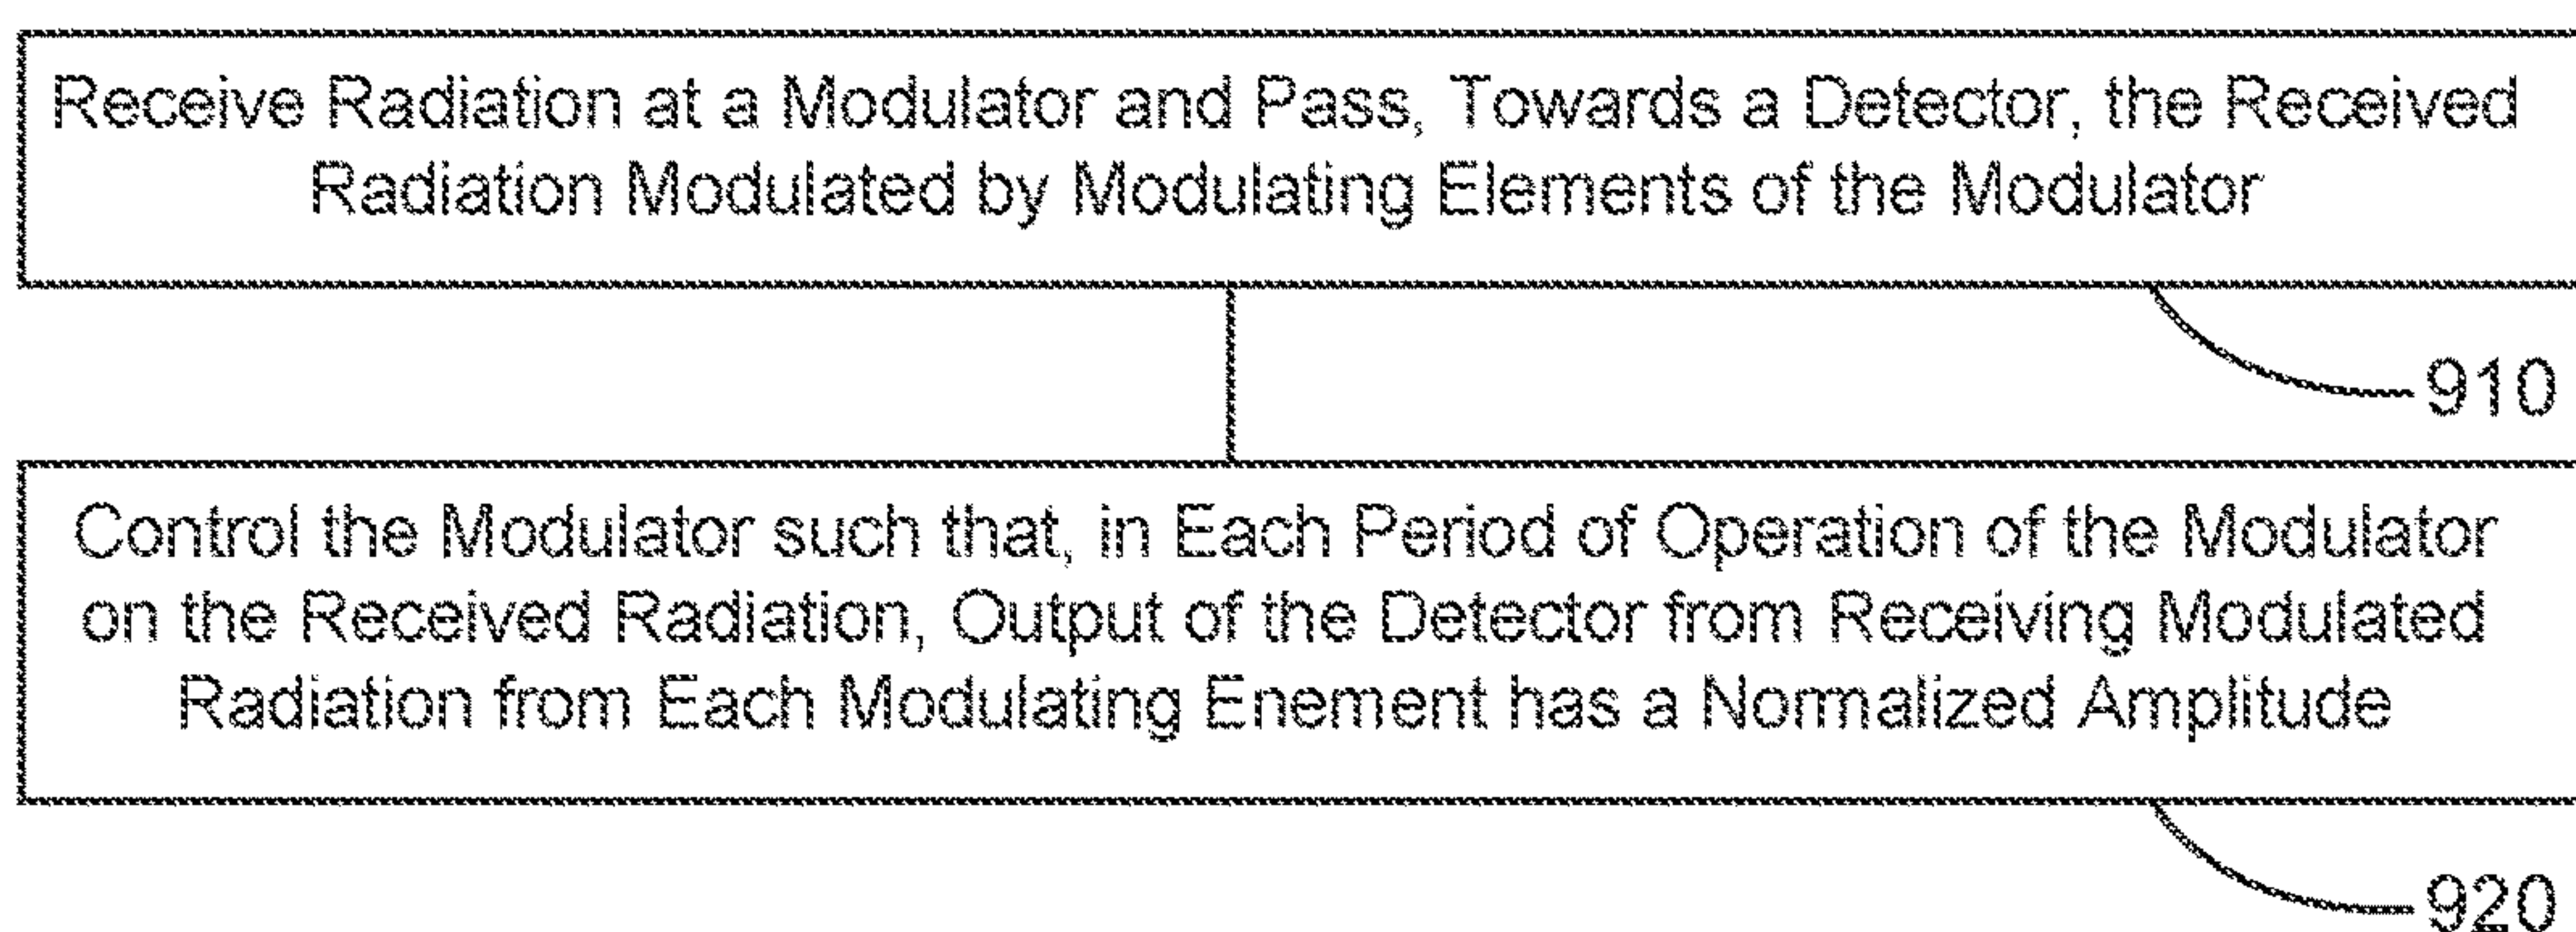 Receive Radiation at a Modulator and Pass, Towards a Detector, the Received
Radiation Modulated by Modulating Elements of the Modulator
910
Control the Modulator such that, in Each Period of Operation of the Modulator
on the Received Radiation, Output of the Detector from Receiving Modulated
Radiation from Each Modulating Enement has a Normalized Amplitude
920